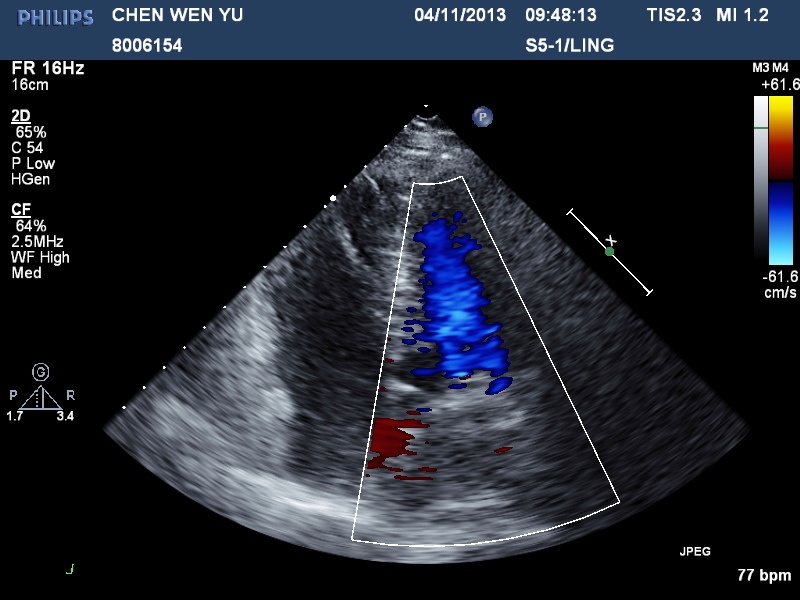 PHILIPS CHEN WEN YU 04/11/2013 09:48:13 TIS2.3 MI 1.2
8006154 S5-1/LING
FR 16Hz
16cm
2D
65%
C 54
P Low
HGen
CF
64%
2.5MHz
WF High
Med
M3 M4
+61.6
P
X
-61.6
cm/s
G
P R
1.7 3.4
JPEG
77 bpm